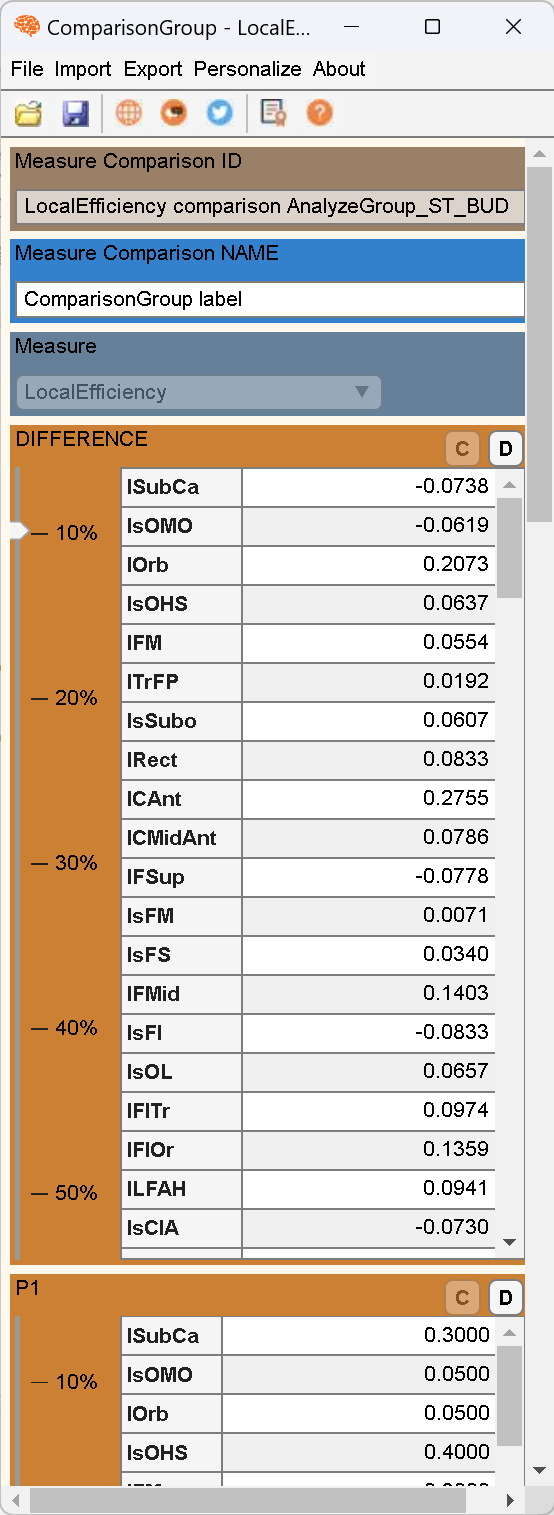 ComparisonGroup - LocalE...
File Import Export Personalize About
Measure Comparison ID
LocalEfficiency comparison AnalyzeGroup_ST_BUD
Measure Comparison NAME
ComparisonGroup label
Measure
LocalEfficiency
DIFFERENCE
C D
10%
20%
30%
40%
50%
lSubCa -0.0738
lsOMO -0.0619
lOrb 0.2073
lsOHS 0.0637
lFM 0.0554
lTrFP 0.0192
lsSubo 0.0607
lRect 0.0833
lCAnt 0.2755
lCMidAnt 0.0786
lFSup -0.0778
lsFM 0.0071
lsFS 0.0340
lFMid 0.1403
lsFI -0.0833
lsOL 0.0657
lFITr 0.0974
lFIOr 0.1359
lLFAH 0.0941
lsCIA -0.0730
P1
C D
10%
lSubCa 0.3000
lsOMO 0.0500
lOrb 0.0500
lsOHS 0.4000